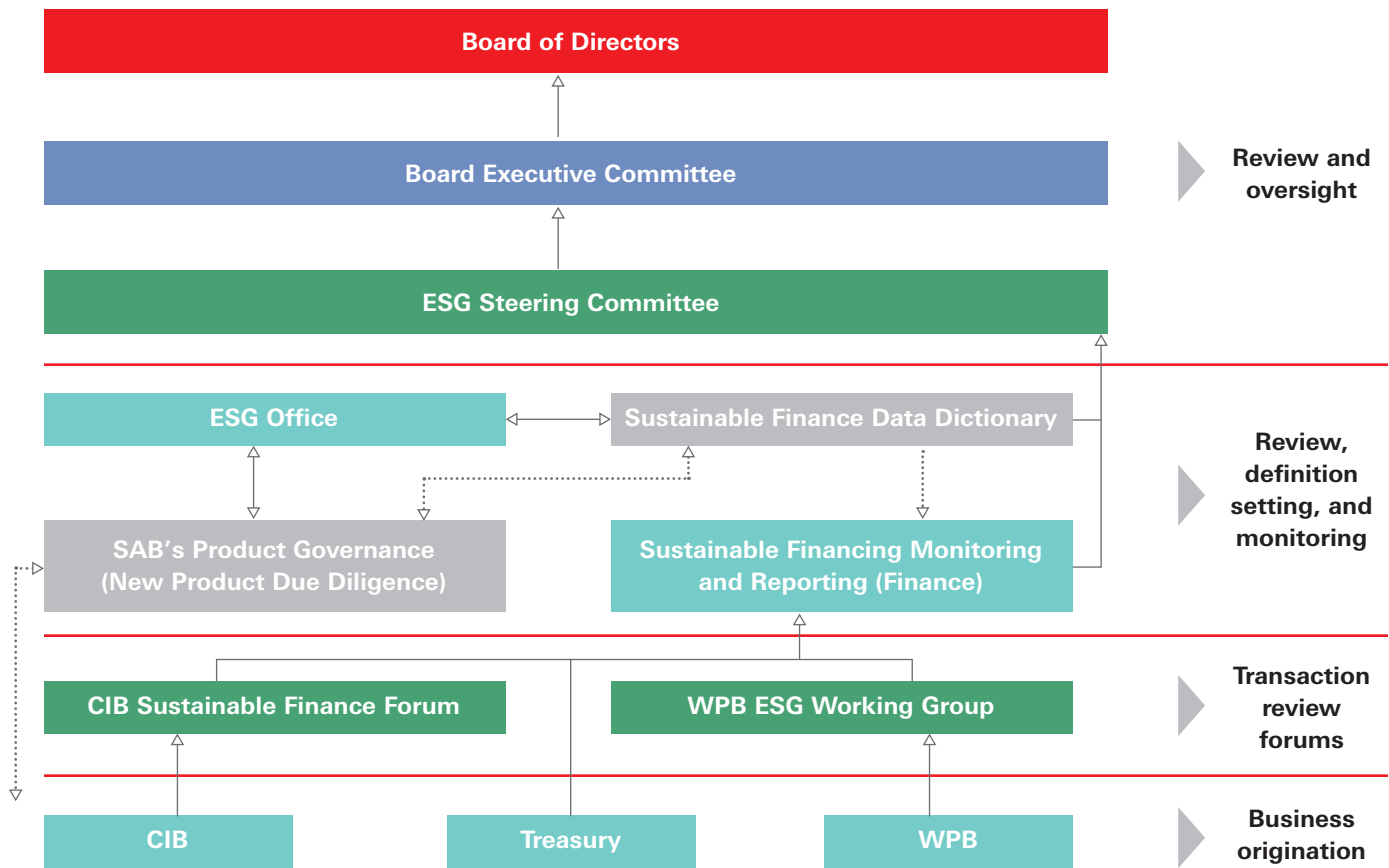 Board of Directors
Board Executive Committee
Review and
oversight
ESG Steering Committee
ESG Office
Sustainable Finance Data Dictionary
Review,
definition
setting, and
monitoring
SAB's Product Governance
(New Product Due Diligence)
Sustainable Financing Monitoring
and Reporting (Finance)
CIB Sustainable Finance Forum
WPB ESG Working Group
Transaction
review
forums
CIB
Treasury
WPB
Business
origination